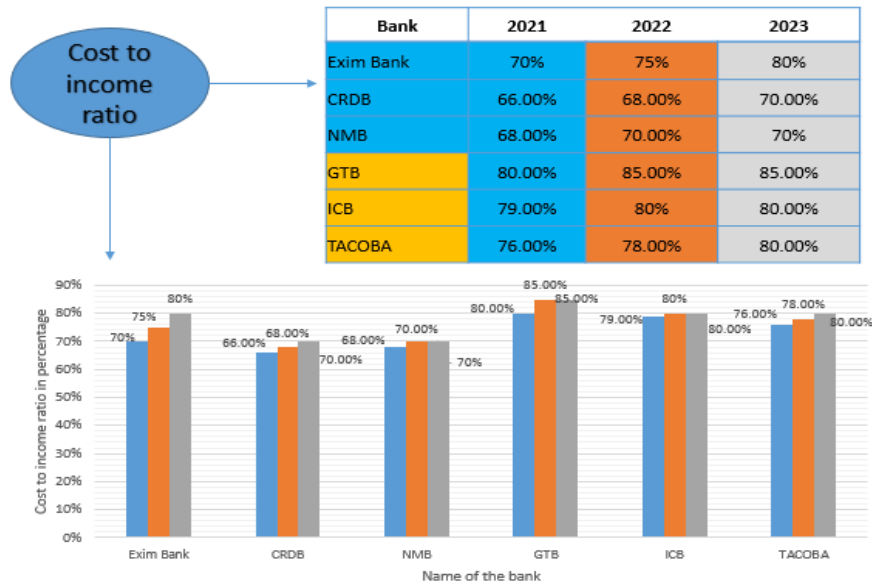 Cost to
income
ratio
Bank 2021 2022 2023
Exim Bank 70% 75% 80%
CRDB 66.00% 68.00% 70.00%
NMB 68.00% 70.00% 70%
GTB 80.00% 85.00% 85.00%
ICB 79.00% 80% 80.00%
TACOBA 76.00% 78.00% 80.00%
Cost to income ratio in percentage
90%
80%
70%
60%
50%
40%
30%
20%
10%
0%
70% 75% 80%
66.00% 68.00% 70.00%
68.00% 70.00% 70%
80.00% 85.00% 85.00%
79.00% 80% 80.00%
76.00% 78.00% 80.00%
Exim Bank CRDB NMB GTB ICB TACOBA
Name of the bank